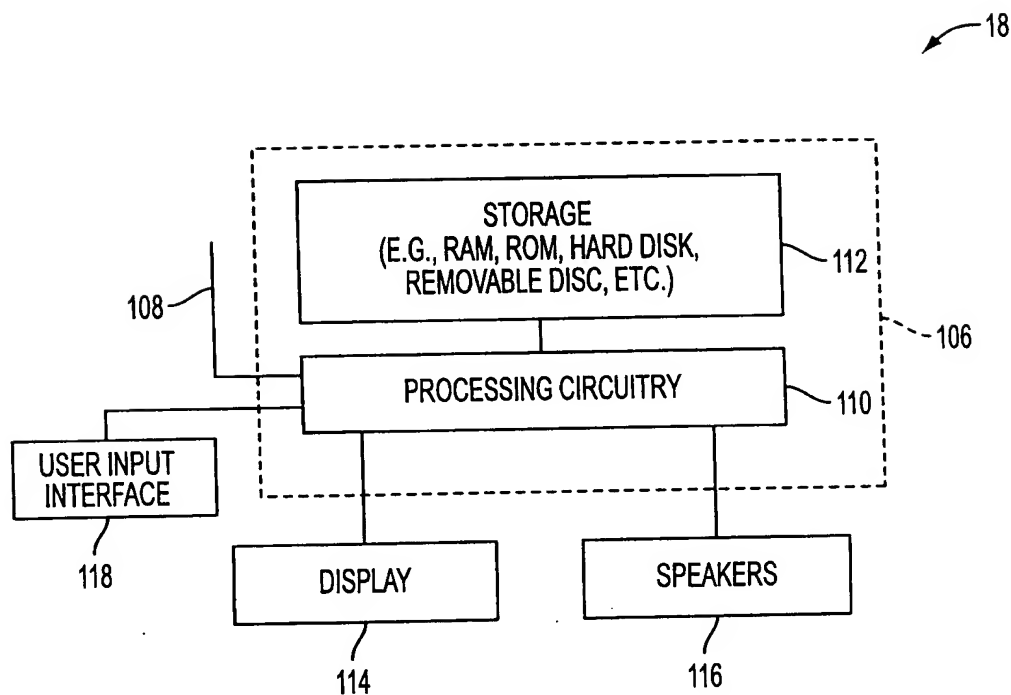 18
STORAGE
(E.G., RAM, ROM, HARD DISK,
REMOVABLE DISC, ETC.)
112
108
106
PROCESSING CIRCUITRY
110
USER INPUT
INTERFACE
118
DISPLAY
SPEAKERS
114
116